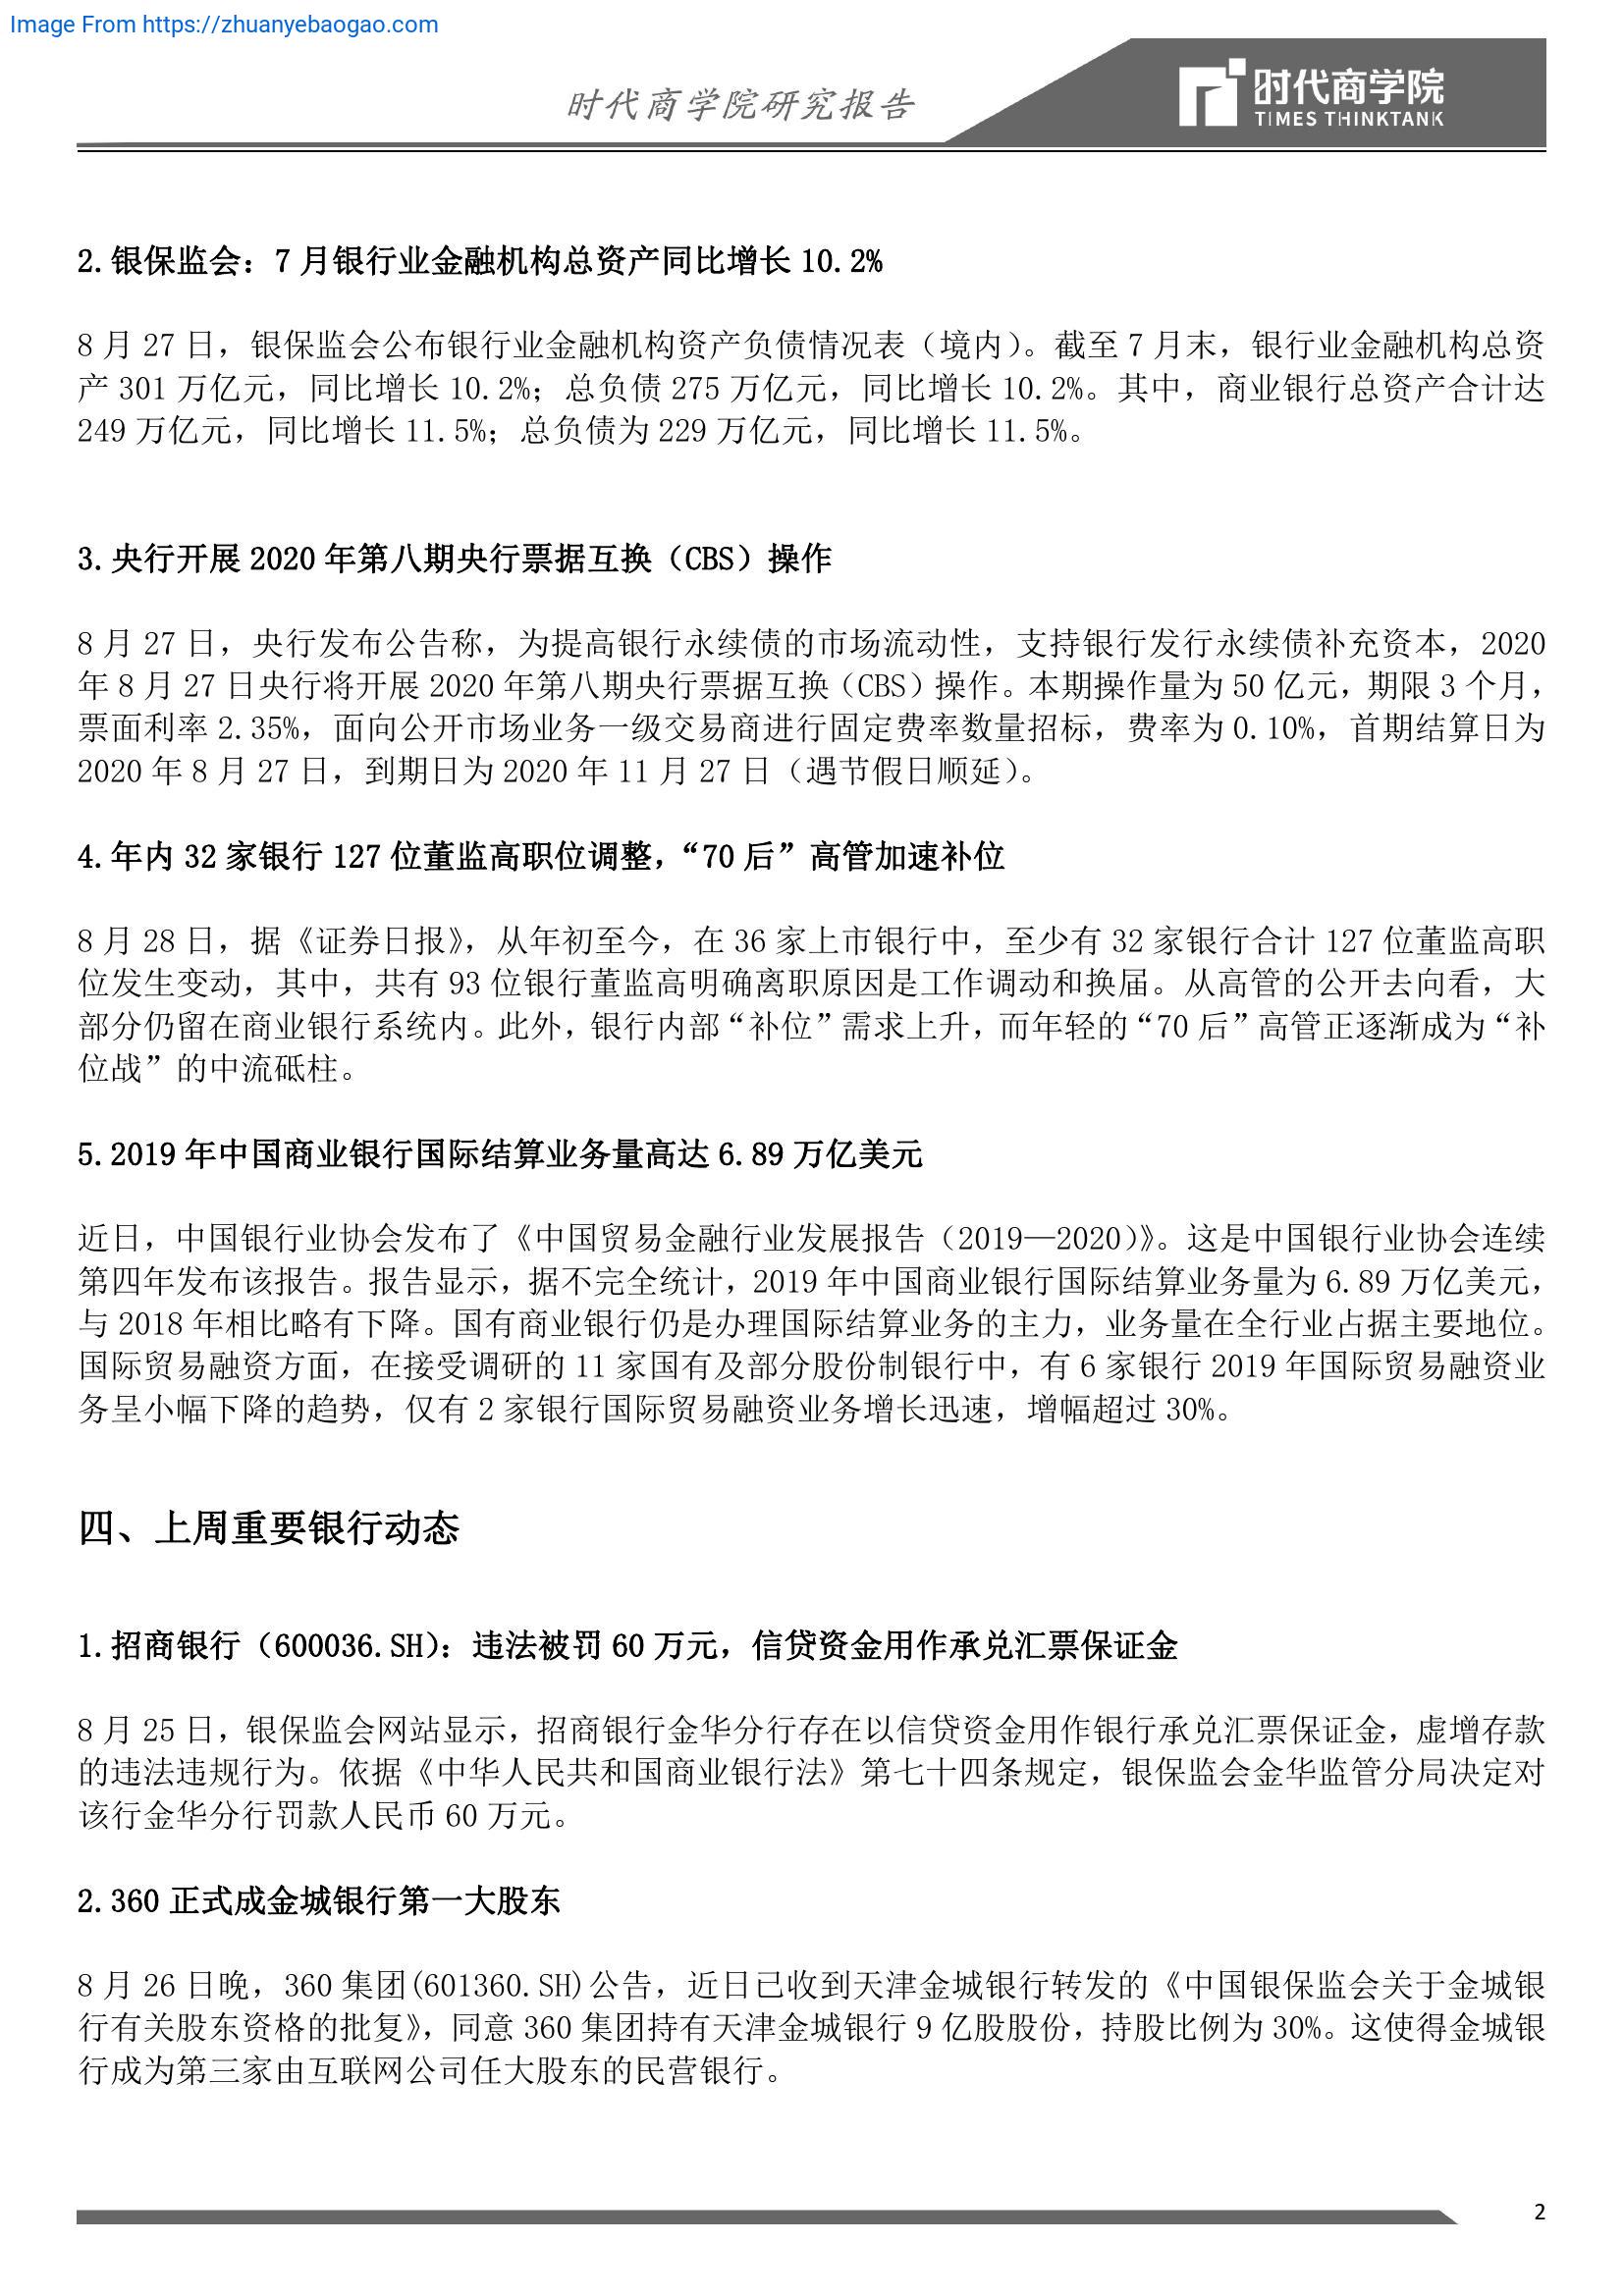 Image From https://zhuanyebaogao.com
时代商学院研究报告
时代商学院
TIMES THINKTANK
2.银保监会：7 月银行业金融机构总资产同比增长 10.2%
8 月 27 日，银保监会公布银行业金融机构资产负债情况表（境内）。截至 7 月末，银行业金融机构总资
产 301 万亿元，同比增长 10.2%；总负债 275 万亿元，同比增长 10.2%。其中，商业银行总资产合计达
249 万亿元，同比增长 11.5%；总负债为 229 万亿元，同比增长 11.5%。
3.央行开展 2020 年第八期央行票据互换（CBS）操作
8 月 27 日，央行发布公告称，为提高银行永续债的市场流动性，支持银行发行永续债补充资本，2020
年 8 月 27 日央行将开展 2020 年第八期央行票据互换（CBS）操作。本期操作量为 50 亿元，期限 3 个月，
票面利率 2.35%，面向公开市场业务一级交易商进行固定费率数量招标，费率为 0.10%，首期结算日为
2020 年 8 月 27 日，到期日为 2020 年 11 月 27 日（遇节假日顺延）。
4.年内 32 家银行 127 位董监高职位调整，“70 后”高管加速补位
8 月 28 日，据《证券日报》，从年初至今，在 36 家上市银行中，至少有 32 家银行合计 127 位董监高职
位发生变动，其中，共有 93 位银行董监高明确离职原因是工作调动和换届。从高管的公开去向看，大
部分仍留在商业银行系统内。此外，银行内部“补位”需求上升，而年轻的“70 后”高管正逐渐成为“补
位战”的中流砥柱。
5.2019 年中国商业银行国际结算业务量高达 6.89 万亿美元
近日，中国银行业协会发布了《中国贸易金融行业发展报告（2019—2020）》。这是中国银行业协会连续
第四年发布该报告。报告显示，据不完全统计，2019 年中国商业银行国际结算业务量为 6.89 万亿美元，
与 2018 年相比略有下降。国有商业银行仍是办理国际结算业务的主力，业务量在全行业占据主要地位。
国际贸易融资方面，在接受调研的 11 家国有及部分股份制银行中，有 6 家银行 2019 年国际贸易融资业
务呈小幅下降的趋势，仅有 2 家银行国际贸易融资业务增长迅速，增幅超过 30%。
四、上周重要银行动态
1.招商银行（600036.SH）：违法被罚 60 万元，信贷资金用作承兑汇票保证金
8 月 25 日，银保监会网站显示，招商银行金华分行存在以信贷资金用作银行承兑汇票保证金，虚增存款
的违法违规行为。依据《中华人民共和国商业银行法》第七十四条规定，银保监会金华监管分局决定对
该行金华分行罚款人民币 60 万元。
2.360 正式成金城银行第一大股东
8 月 26 日晚，360 集团(601360.SH)公告，近日已收到天津金城银行转发的《中国银保监会关于金城银
行有关股东资格的批复》，同意 360 集团持有天津金城银行 9 亿股股份，持股比例为 30%。这使得金城银
行成为第三家由互联网公司任大股东的民营银行。
2